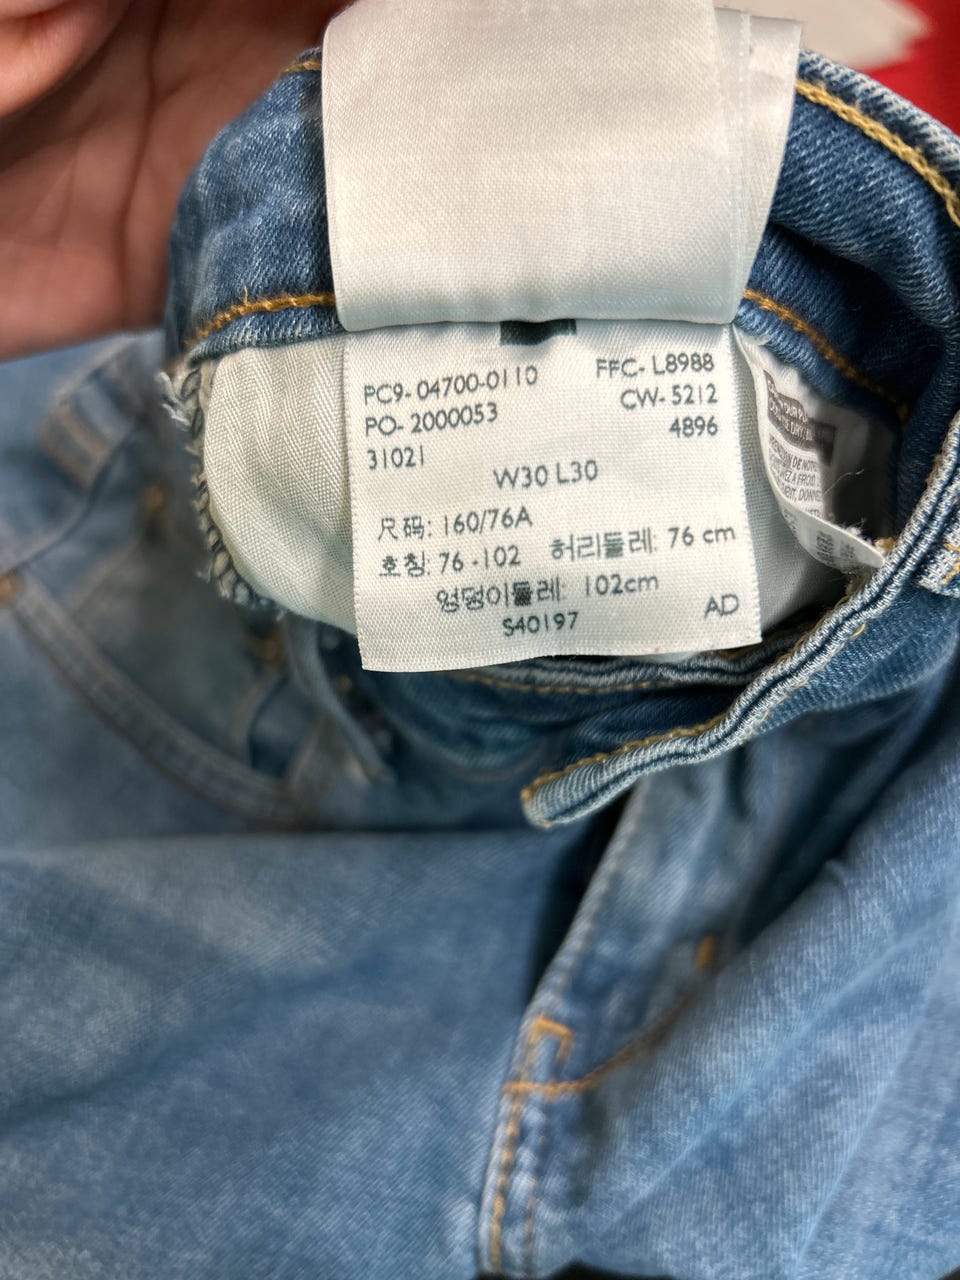 PC9- 04700-0110 FFC- L8988
PO- 2000053 CW- 5212
31021 4896
W30 L30
尺码: 160/76A
호칭: 76 -102 허리둘레: 76 cm
엉덩이둘레: 102cm
S40197 AD